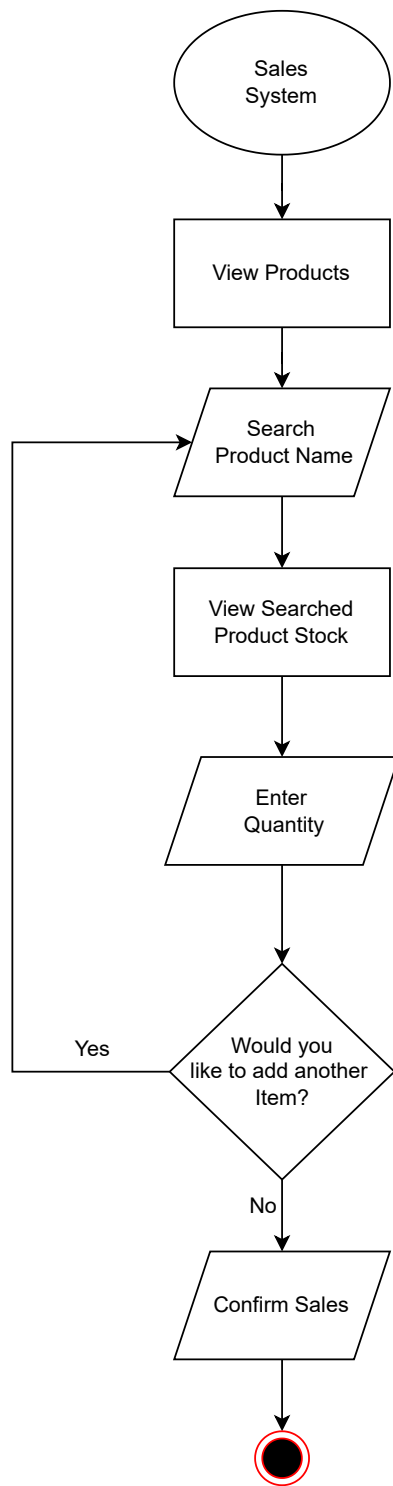 Sales
System
View Products
Search
Product Name
View Searched
Product Stock
Enter
Quantity
Yes
Would you
like to add another
Item?
No
Confirm Sales